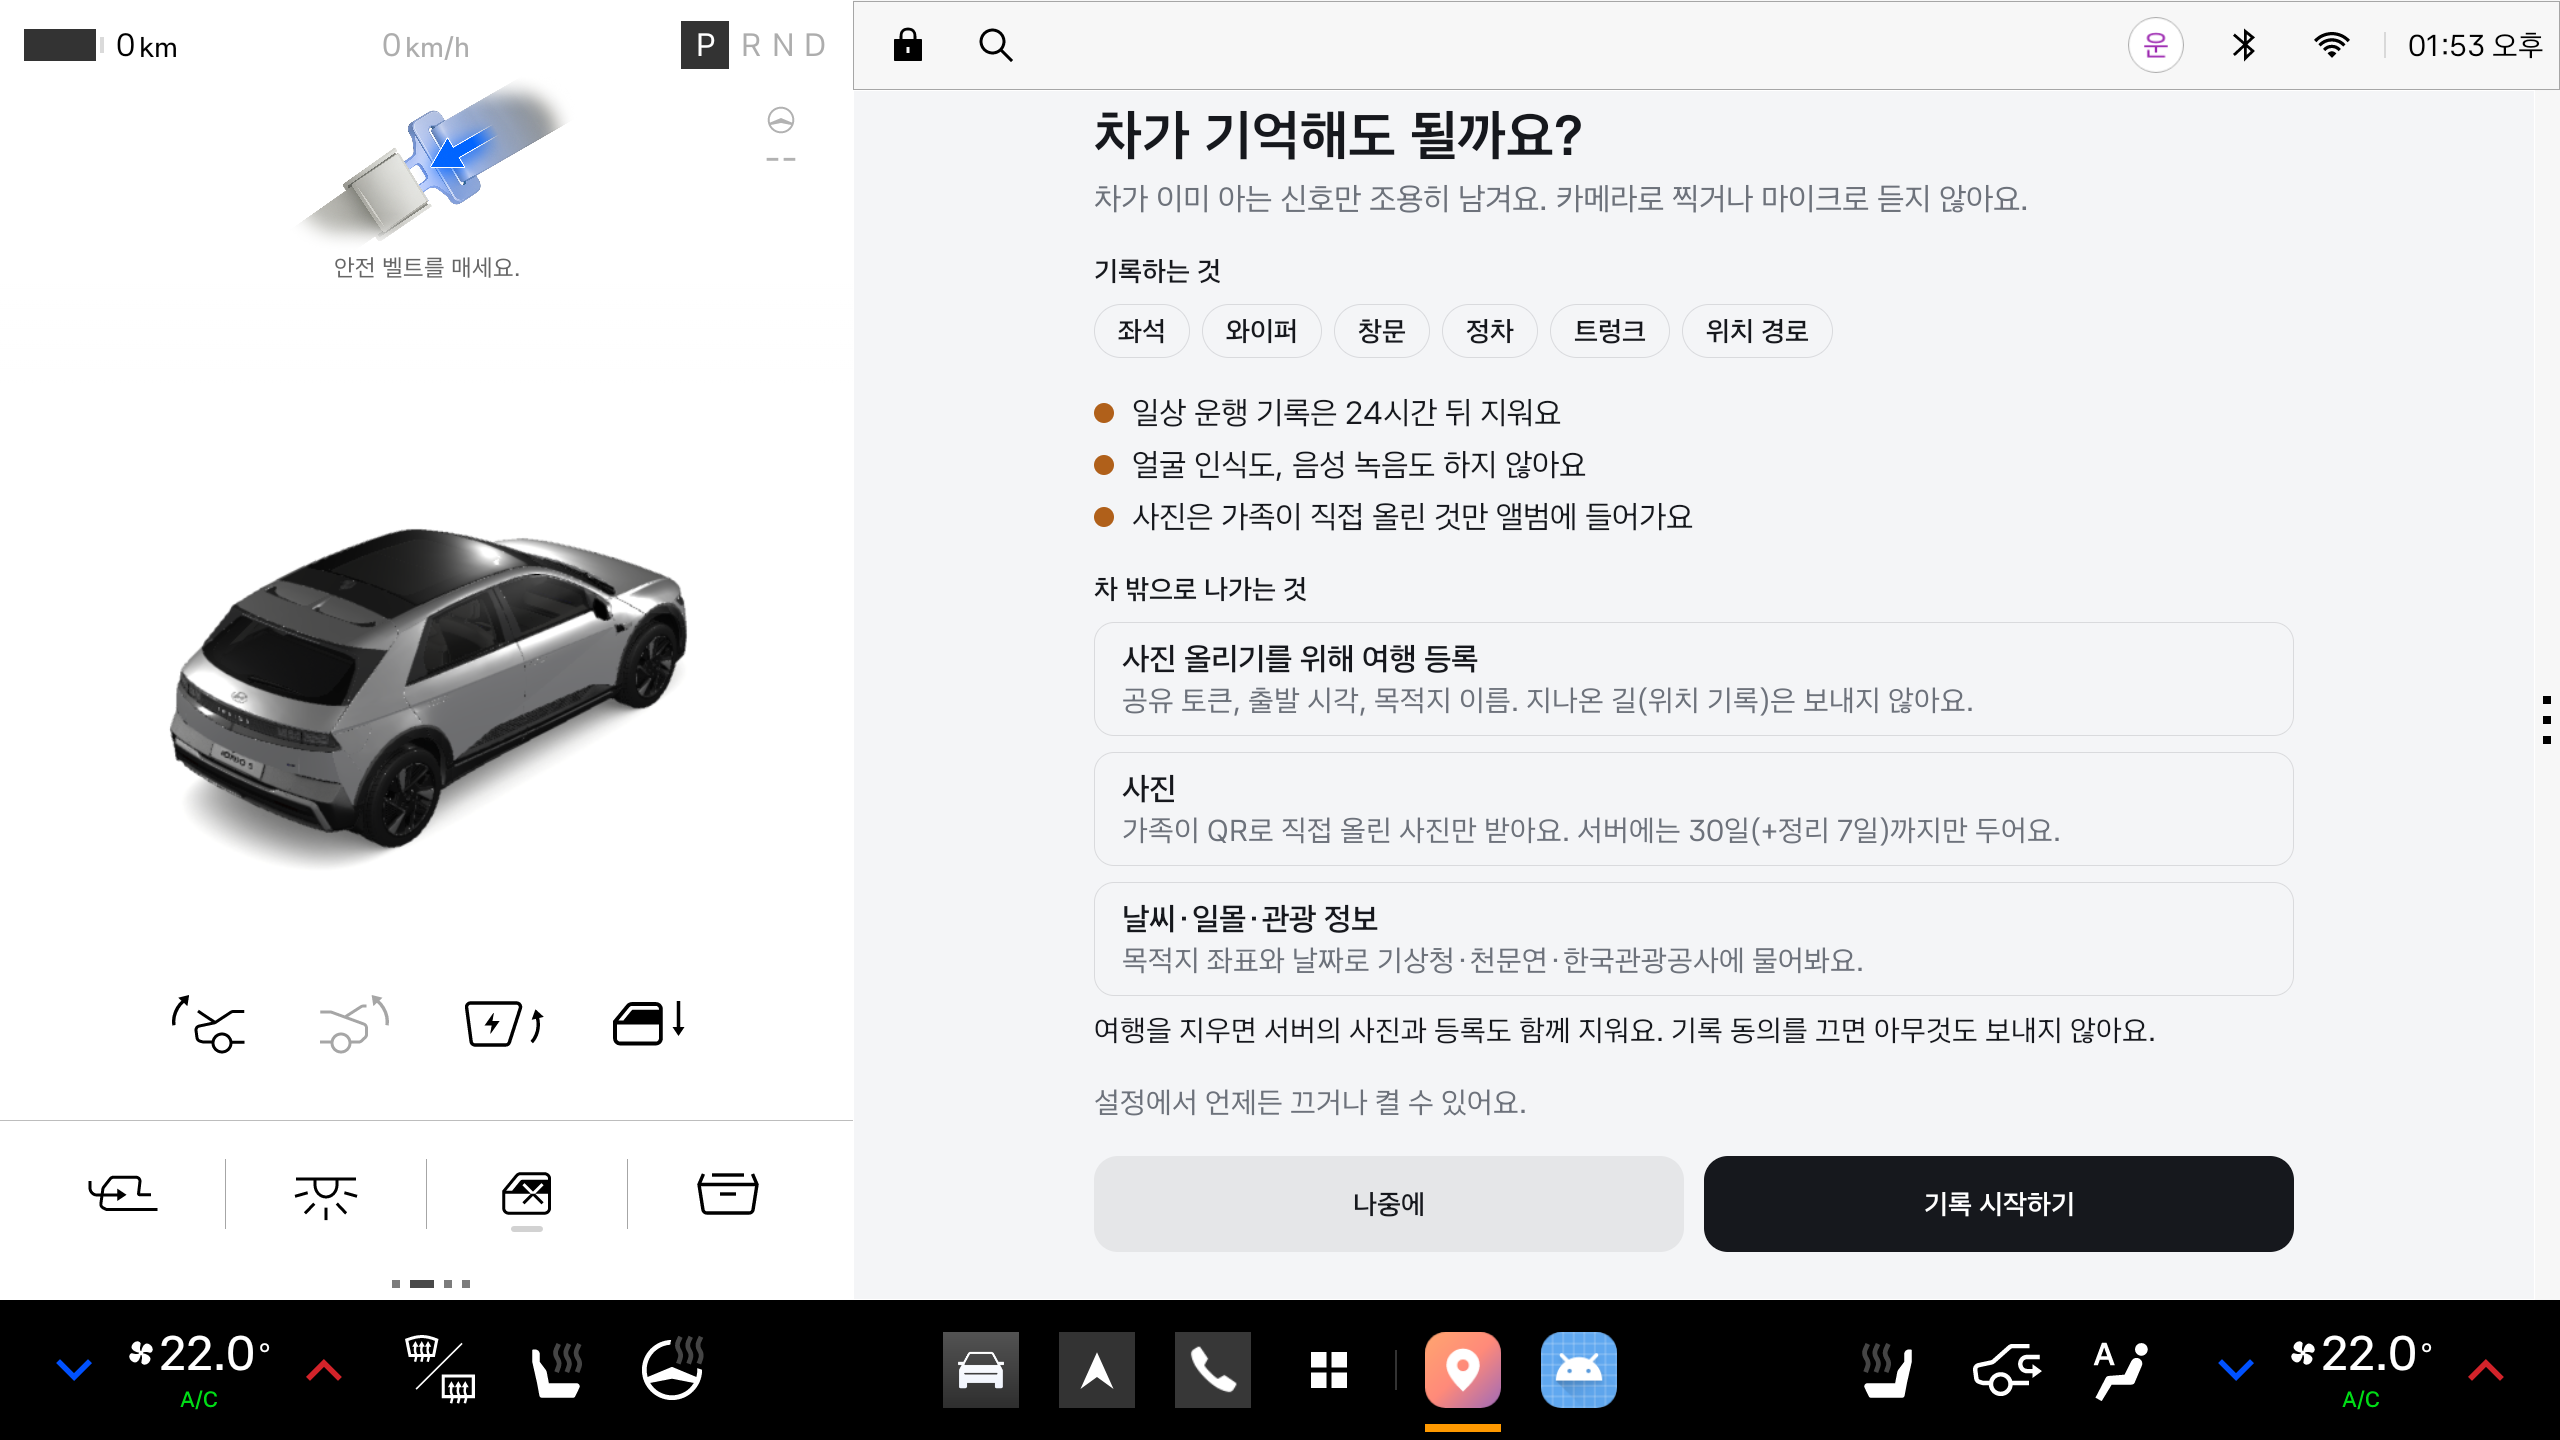 0 km
0 km/h
P R N D
01:53 오후
운
안전 벨트를 매세요.
차가 기억해도 될까요?
차가 이미 아는 신호만 조용히 남겨요. 카메라로 찍거나 마이크로 듣지 않아요.
기록하는 것
좌석
와이퍼
창문
정차
트렁크
위치 경로
일상 운행 기록은 24시간 뒤 지워요
얼굴 인식도, 음성 녹음도 하지 않아요
사진은 가족이 직접 올린 것만 앨범에 들어가요
차 밖으로 나가는 것
사진 올리기를 위해 여행 등록
공유 토큰, 출발 시각, 목적지 이름. 지나온 길(위치 기록)은 보내지 않아요.
사진
가족이 QR로 직접 올린 사진만 받아요. 서버에는 30일(+정리 7일)까지만 두어요.
날씨·일몰·관광 정보
목적지 좌표와 날짜로 기상청·천문연·한국관광공사에 물어봐요.
여행을 지우면 서버의 사진과 등록도 함께 지워요. 기록 동의를 끄면 아무것도 보내지 않아요.
설정에서 언제든 끄거나 켤 수 있어요.
나중에
기록 시작하기
IONIQ 5
22.0°
A/C
A
22.0°
A/C